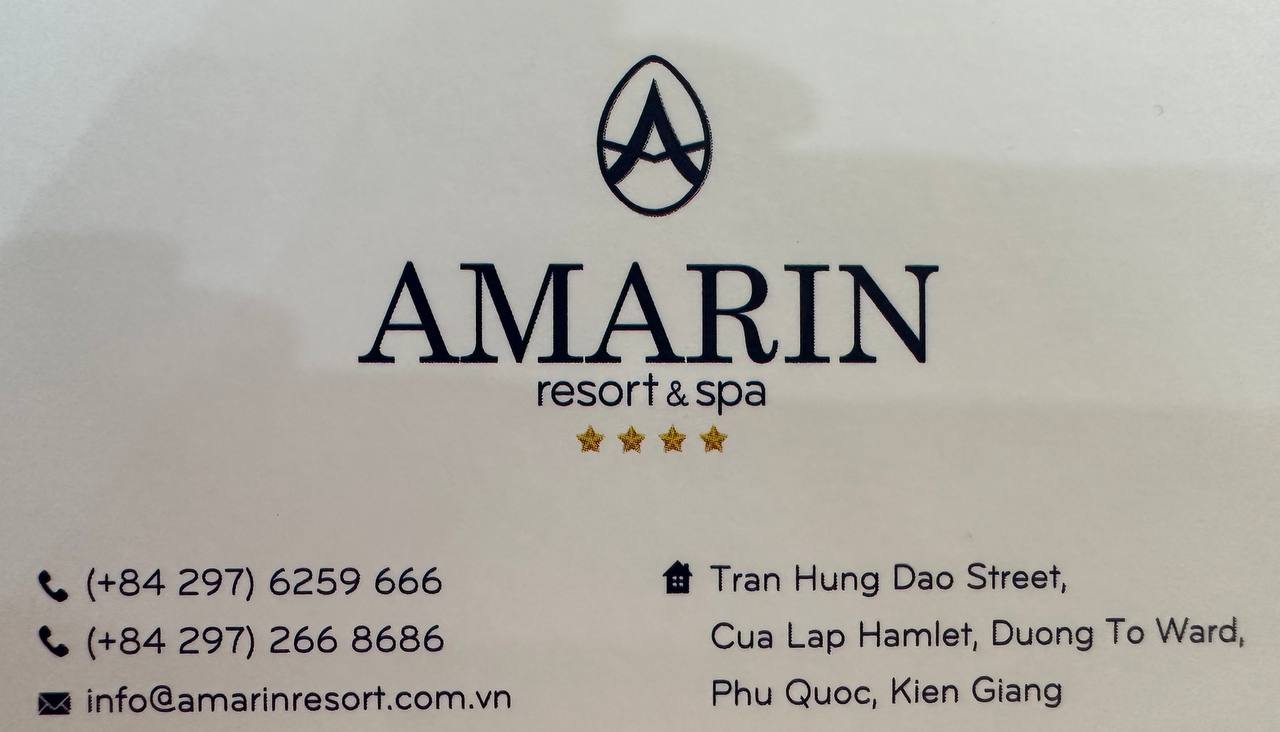 AMARIN
resort & spa
(+84 297) 6259 666
(+84 297) 266 8686
info@amarinresort.com.vn
Tran Hung Dao Street,
Cua Lap Hamlet, Duong To Ward,
Phu Quoc, Kien Giang